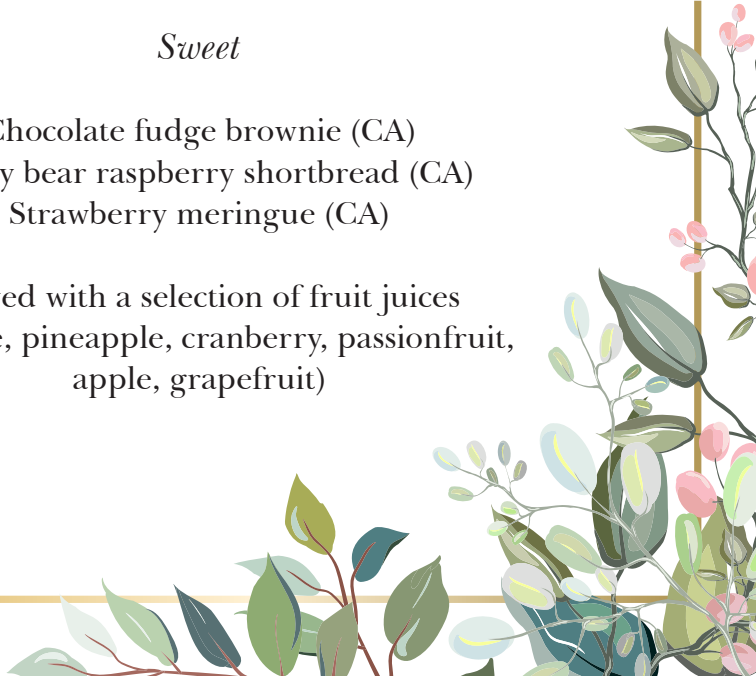 Sweet
Chocolate fudge brownie (CA)
y bear raspberry shortbread (CA)
Strawberry meringue (CA)
ed with a selection of fruit juices
, pineapple, cranberry, passionfruit,
apple, grapefruit)